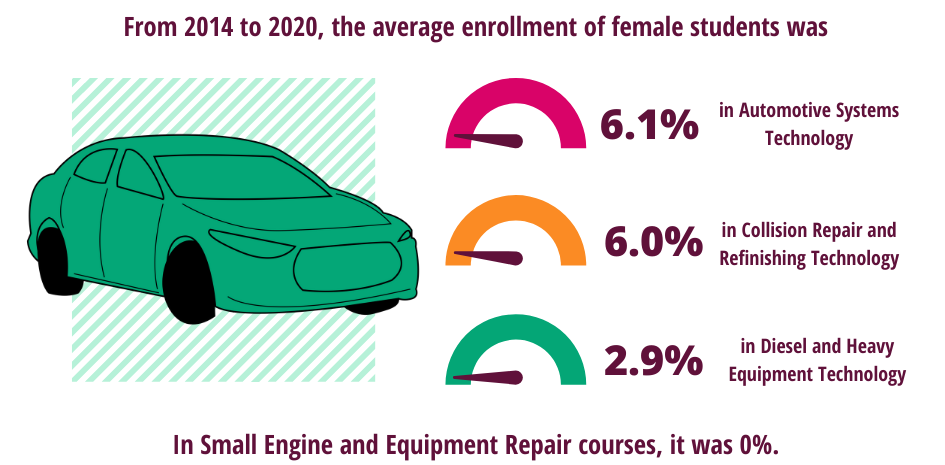 From 2014 to 2020, the average enrollment of female students was
6.1%
in Automotive Systems
Technology
6.0%
in Collision Repair and
Refinishing Technology
2.9%
in Diesel and Heavy
Equipment Technology
In Small Engine and Equipment Repair courses, it was 0%.